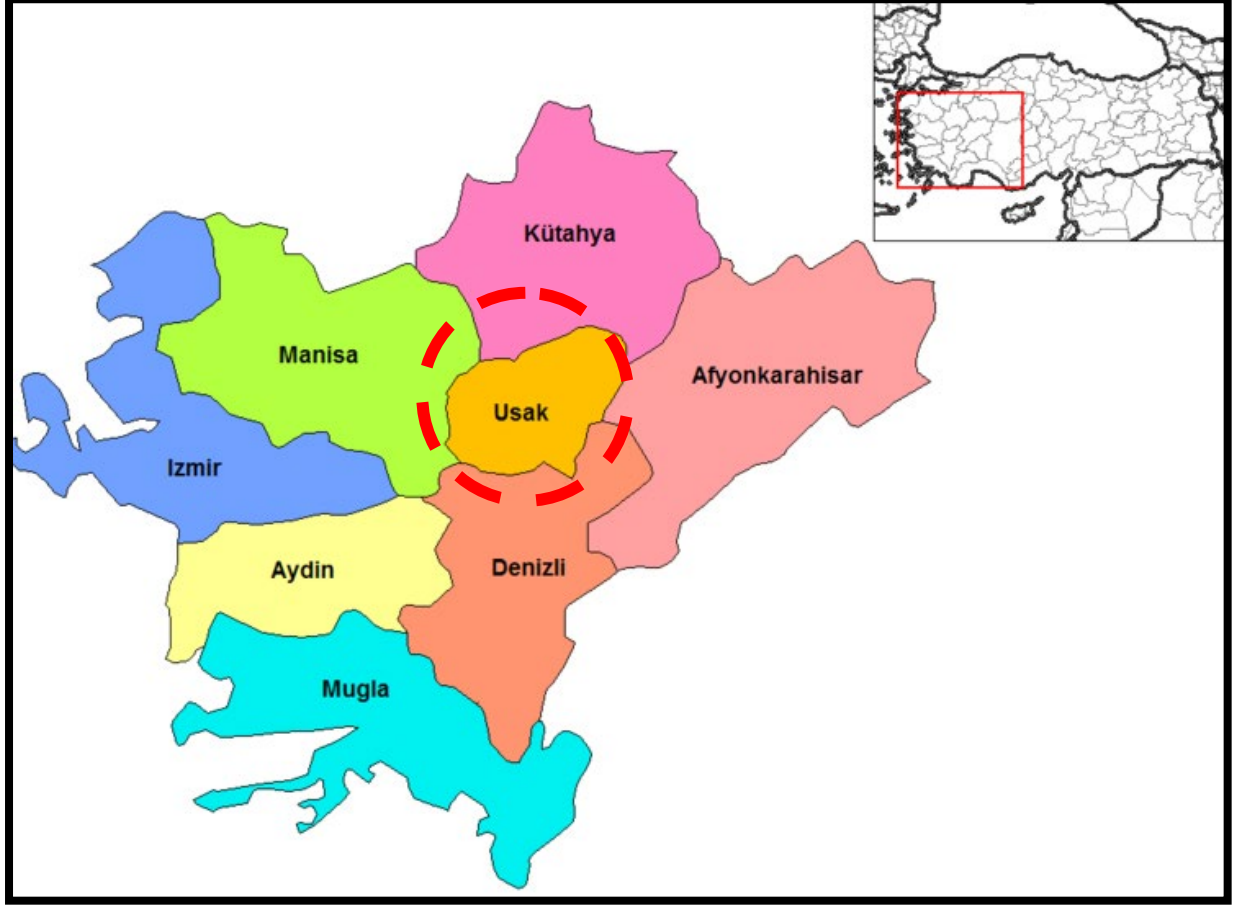 Kütahya
Manisa
Afyonkarahisar
Usak
Izmir
Aydin
Denizli
Mugla